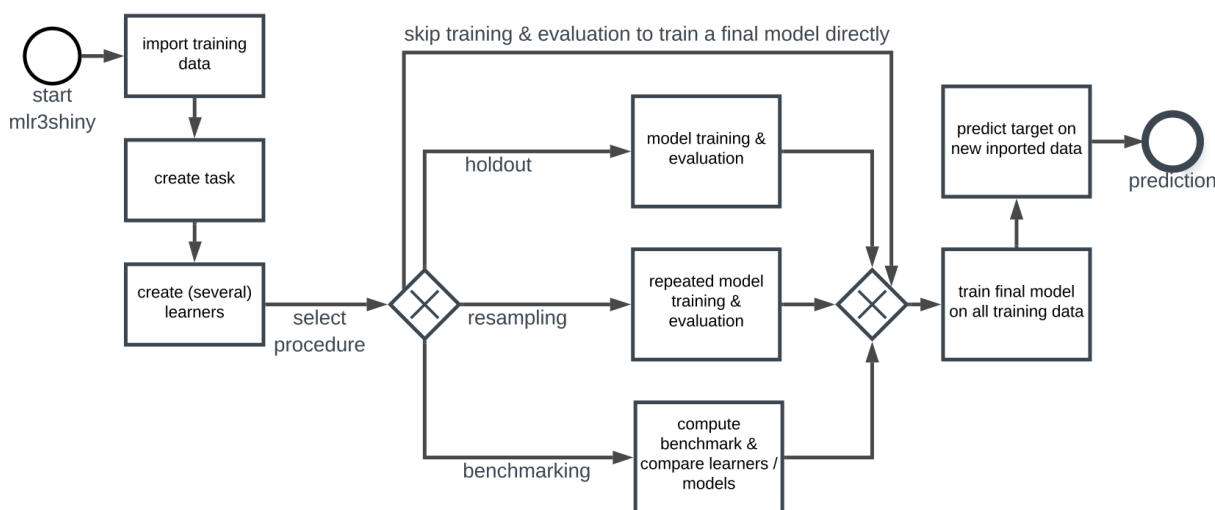 start
mlr3shiny
import training
data
create task
create (several)
learners
select
procedure
skip training & evaluation to train a final model directly
holdout
model training &
evaluation
resampling
repeated model
training &
evaluation
benchmarking
compute
benchmark &
compare learners /
models
train final model
on all training data
predict target on
new inported data
prediction